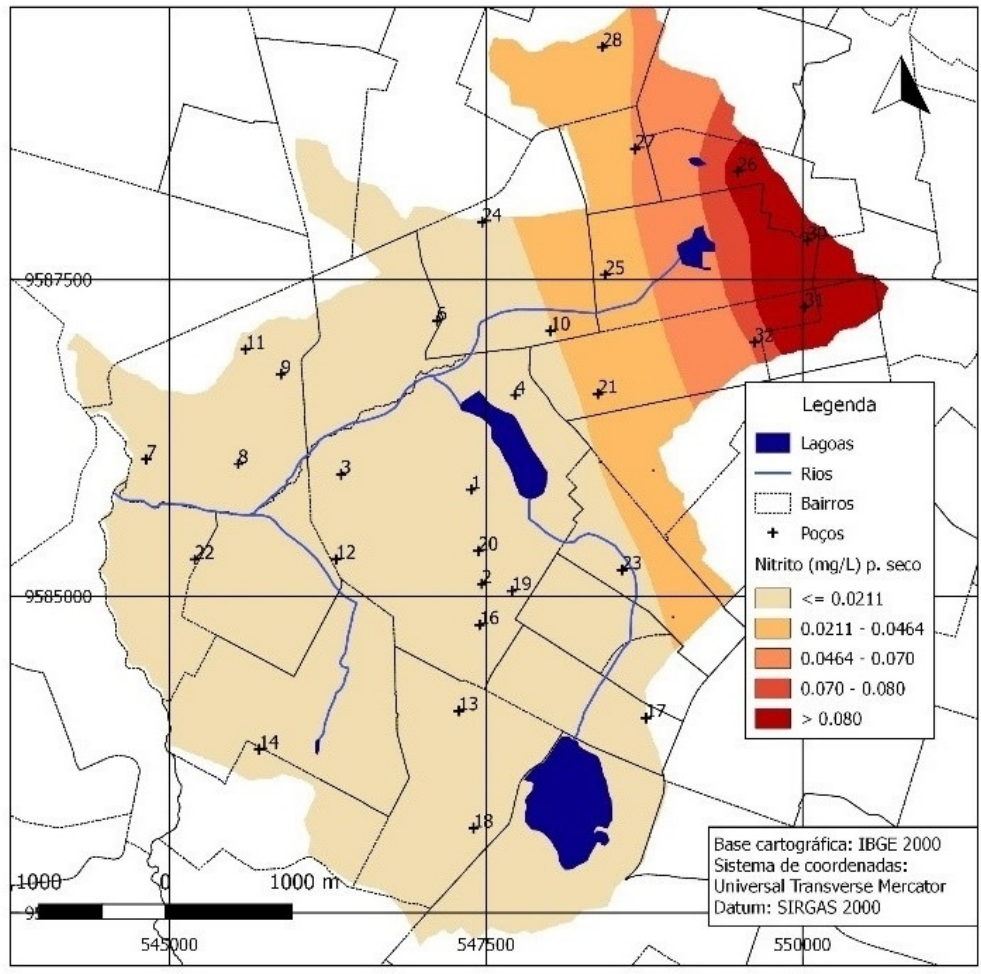 28
27
26
24
30
25
9587500
31
6
10
32
11
9
4
21
Legenda
Lagoas
Rios
Bairros
Poços
Nitrito (mg/L) p. seco
<= 0.0211
0.0211 - 0.0464
0.0464 - 0.070
0.070 - 0.080
> 0.080
7
8
3
1
22
12
20
23
2
19
9585000
16
13
17
14
18
Base cartográfica: IBGE 2000
Sistema de coordenadas:
Universal Transverse Mercator
Datum: SIRGAS 2000
1000 0 1000 m
545000 547500 550000